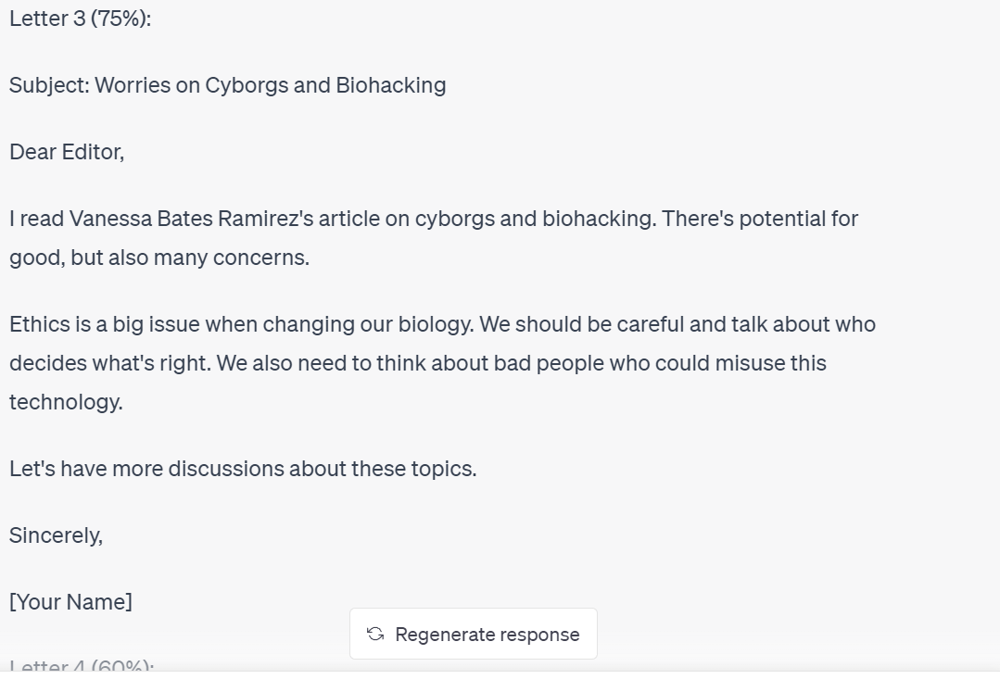 Letter 3 (75%):
Subject: Worries on Cyborgs and Biohacking
Dear Editor,
I read Vanessa Bates Ramirez's article on cyborgs and biohacking. There's potential for
good, but also many concerns.
Ethics is a big issue when changing our biology. We should be careful and talk about who
decides what's right. We also need to think about bad people who could misuse this
technology.
Let's have more discussions about these topics.
Sincerely,
[Your Name]
Regenerate response
Letter 4 (60%):